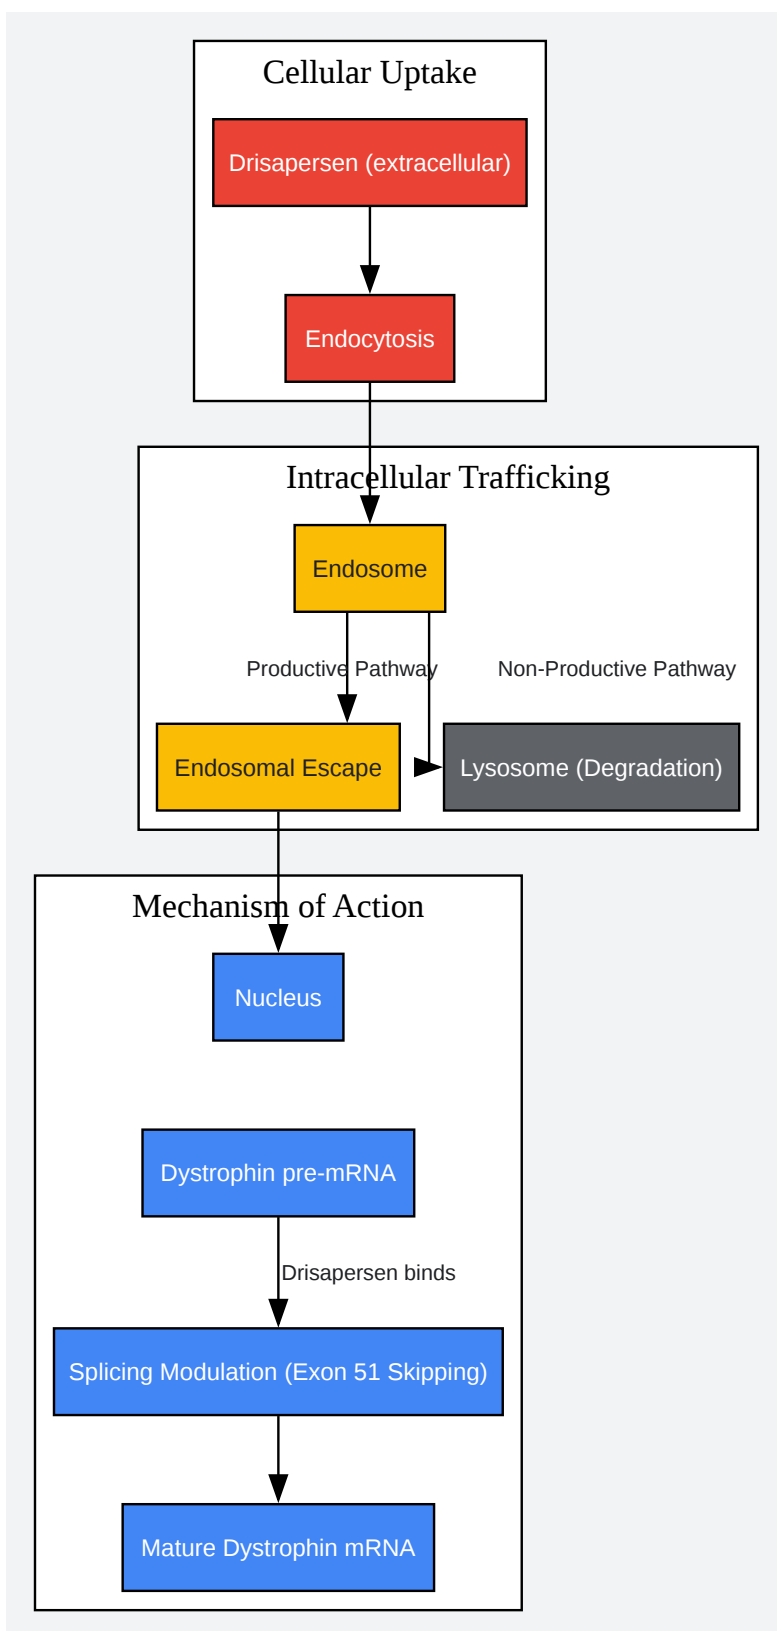 Cellular Uptake
Drisapersen (extracellular)
Endocytosis
Intracellular Trafficking
Endosome
Productive Pathway
Non-Productive Pathway
Endosomal Escape
Lysosome (Degradation)
Mechanism of Action
Nucleus
Dystrophin pre-mRNA
Drisapersen binds
Splicing Modulation (Exon 51 Skipping)
Mature Dystrophin mRNA